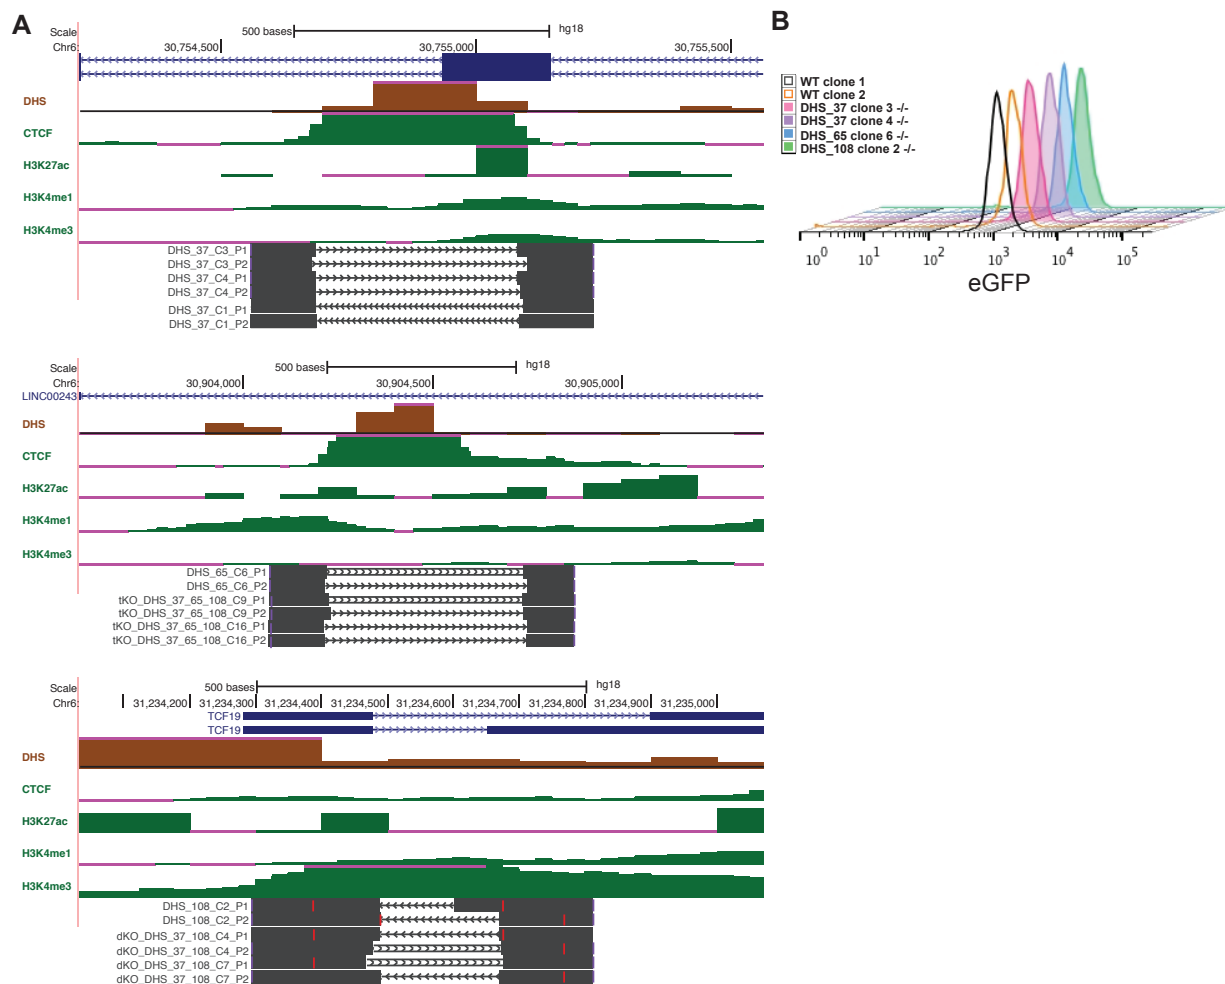 A
Scale 500 bases hg18
Chr6: 30,754,500 30,755,000 30,755,500
DHS
CTCF
H3K27ac
H3K4me1
H3K4me3
DHS_37_C3_P1
DHS_37_C3_P2
DHS_37_C4_P1
DHS_37_C4_P2
DHS_37_C1_P1
DHS_37_C1_P2
Scale 500 bases hg18
Chr6: 30,904,000 30,904,500 30,905,000
LINC00243
DHS
CTCF
H3K27ac
H3K4me1
H3K4me3
DHS_65_C6_P1
DHS_65_C6_P2
tKO_DHS_37_65_108_C9_P1
tKO_DHS_37_65_108_C9_P2
tKO_DHS_37_65_108_C16_P1
tKO_DHS_37_65_108_C16_P2
Scale 500 bases hg18
Chr6: 31,234,200 31,234,300 31,234,400 31,234,500 31,234,600 31,234,700 31,234,800 31,234,900 31,235,000
TCF19
TCF19
DHS
CTCF
H3K27ac
H3K4me1
H3K4me3
DHS_108_C2_P1
DHS_108_C2_P2
dKO_DHS_37_108_C4_P1
dKO_DHS_37_108_C4_P2
dKO_DHS_37_108_C7_P1
dKO_DHS_37_108_C7_P2
B
WT clone 1
WT clone 2
DHS_37 clone 3 -/-
DHS_37 clone 4 -/-
DHS_65 clone 6 -/-
DHS_108 clone 2 -/-
10^0 10^1 10^2 10^3 10^4 10^5
eGFP